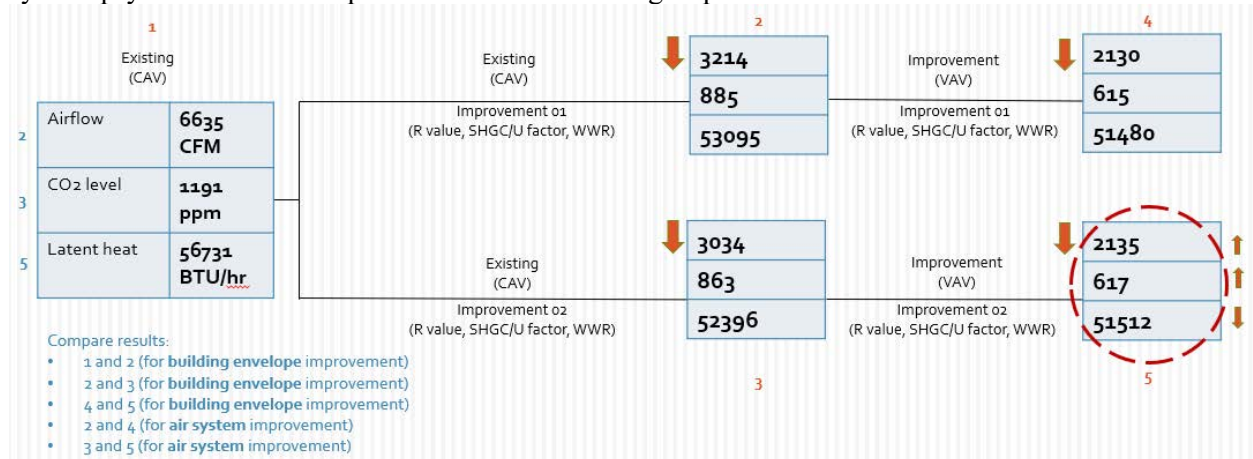 1
Existing
(CAV)
2
Airflow
6635
CFM
3
CO2 level
1191
ppm
5
Latent heat
56731
BTU/hr
Existing
(CAV)
Improvement 01
(R value, SHGC/U factor, WWR)
2
3214
885
53095
Improvement
(VAV)
Improvement 01
(R value, SHGC/U factor, WWR)
4
2130
615
51480
Existing
(CAV)
Improvement 02
(R value, SHGC/U factor, WWR)
3034
863
52396
3
Improvement
(VAV)
Improvement 02
(R value, SHGC/U factor, WWR)
2135
617
51512
5
Compare results:
• 1 and 2 (for building envelope improvement)
• 2 and 3 (for building envelope improvement)
• 4 and 5 (for building envelope improvement)
• 2 and 4 (for air system improvement)
• 3 and 5 (for air system improvement)